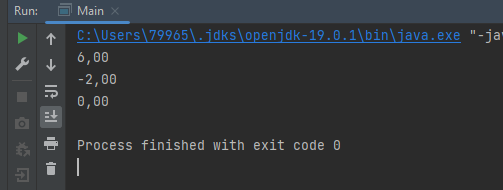 Run: Main
C:\Users\79965\.jdks\openjdk-19.0.1\bin\java.exe "-jav
6,00
-2,00
0,00
Process finished with exit code 0